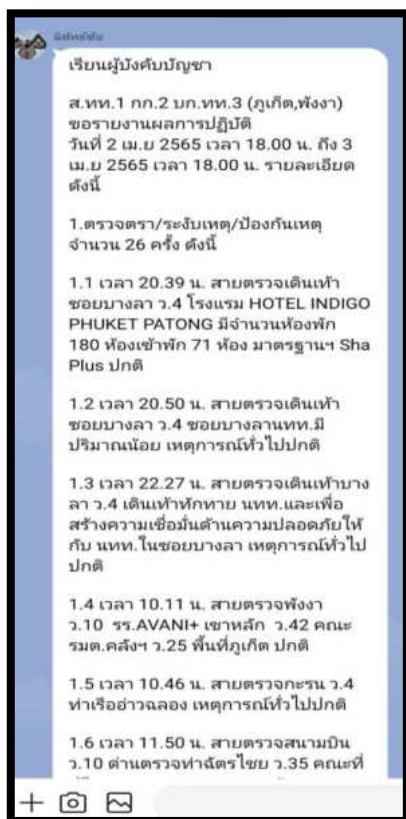 เรียนผู้บังคับบัญชา
ส.ทท.1 กก.2 บก.ทท.3 (ภูเก็ต,พังงา)
ขอรายงานผลการปฏิบัติ
วันที่ 2 เม.ย 2565 เวลา 18.00 น. ถึง 3
เม.ย 2565 เวลา 18.00 น. รายละเอียด
ดังนี้
1.ตรวจตรา/ระงับเหตุ/ป้องกันเหตุ
จำนวน 26 ครั้ง ดังนี้
1.1 เวลา 20.39 น. สายตรวจเดินเท้า
ซอยบางลา ว.4 โรงแรม HOTEL INDIGO
PHUKET PATONG มีจำนวนห้องพัก
180 ห้องเข้าพัก 71 ห้อง มาตรฐานฯ Sha
Plus ปกติ
1.2 เวลา 20.50 น. สายตรวจเดินเท้า
ซอยบางลา ว.4 ซอยบางลานทท.มี
ปริมาณน้อย เหตุการณ์ทั่วไปปกติ
1.3 เวลา 22.27 น. สายตรวจเดินเท้าบาง
ลา ว.4 เดินเท้าทักทาย นทท.และเพื่อ
สร้างความเชื่อมั่นด้านความปลอดภัยให้
กับ นทท.ในซอยบางลา เหตุการณ์ทั่วไป
ปกติ
1.4 เวลา 10.11 น. สายตรวจพังงา
ว.10 รร.AVANI+ เขาหลัก ว.42 คณะ
รมต.คลังฯ ว.25 พื้นที่ภูเก็ต ปกติ
1.5 เวลา 10.46 น. สายตรวจกะรน ว.4
ท่าเรืออ่าวฉลอง เหตุการณ์ทั่วไปปกติ
1.6 เวลา 11.50 น. สายตรวจสนามบิน
ว.10 ด่านตรวจท่าฉัตรไชย ว.35 คณะที่